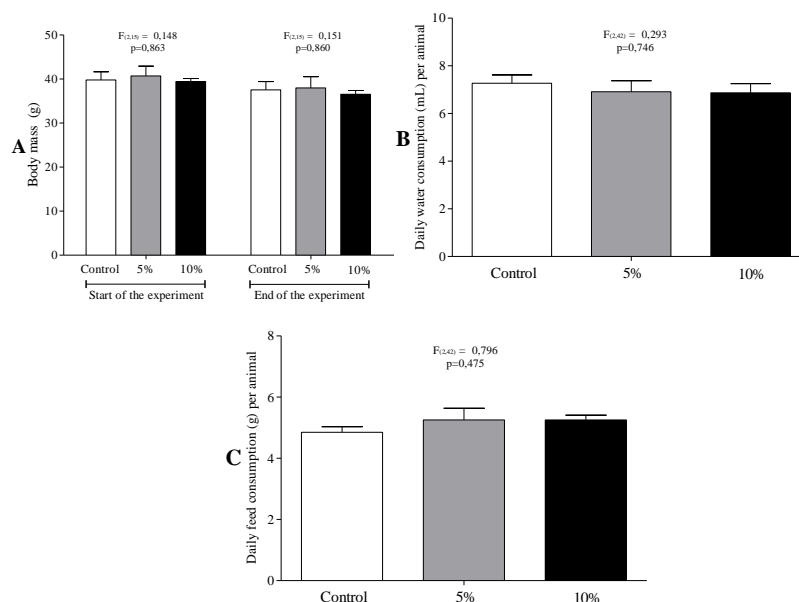 F(2,15) = 0,148
p=0,863
F(2,15) = 0,151
p=0,860
A
Body mass (g)
50
40
30
20
10
0
Control 5% 10%
Control 5% 10%
Start of the experiment
End of the experiment
F(2,42) = 0,293
p=0,746
B
Daily water consumption (mL) per animal
10
8
6
4
2
0
Control 5% 10%
F(2,42) = 0,796
p=0,475
C
Daily feed consumption (g) per animal
8
6
4
2
0
Control 5% 10%